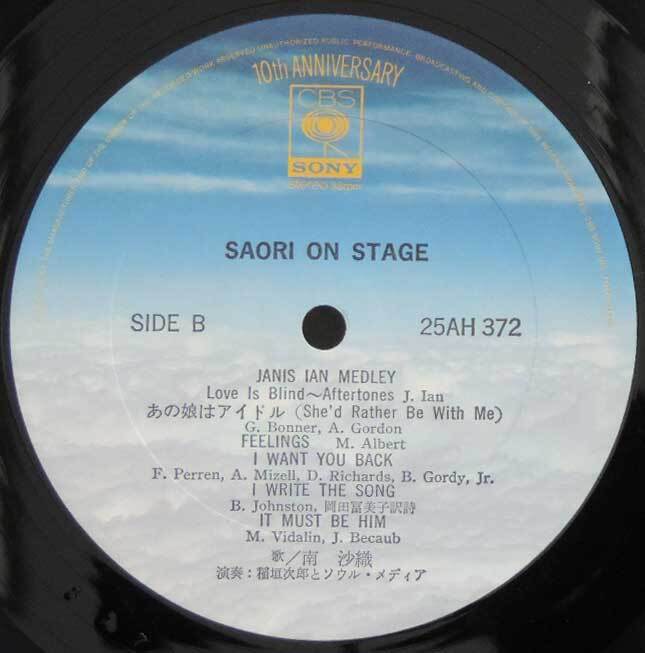 10th ANNIVERSARY
CBS
SONY
SAORI ON STAGE
SIDE B
25AH 372
JANIS IAN MEDLEY
Love Is Blind～Aftertones J. Ian
あの娘はアイドル (She'd Rather Be With Me)
G. Bonner, A. Gordon
FEELINGS M. Albert
I WANT YOU BACK
F. Perren, A. Mizell, D. Richards, B. Gordy, Jr.
I WRITE THE SONG
B. Johnston, 岡田冨美子訳詩
IT MUST BE HIM
M. Vidalin, J. Becaub
歌／南 沙織
演奏：稲垣次郎とソウル・メディア